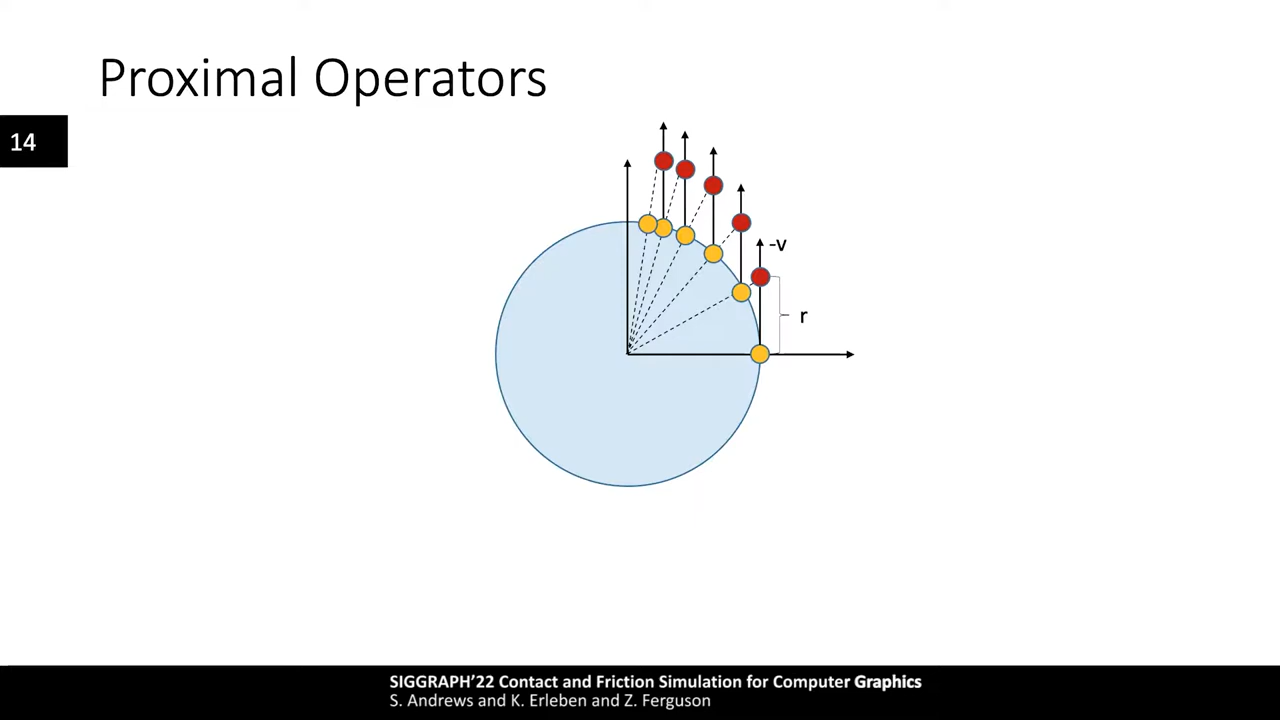 Proximal Operators
14
-v
r
SIGGRAPH'22 Contact and Friction Simulation for Computer Graphics
S. Andrews and K. Erleben and Z. Ferguson